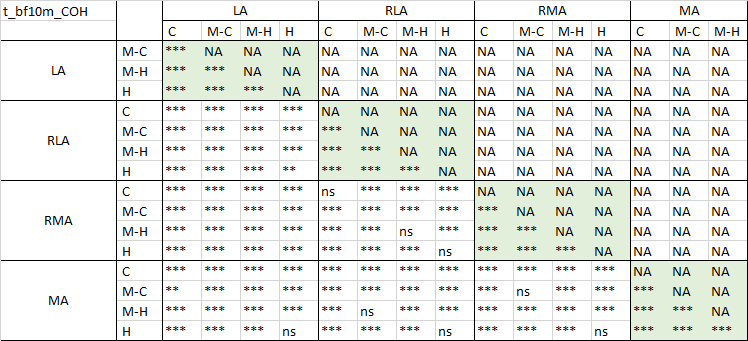 t_bf10m_COH LA RLA RMA MA
C M-C M-H H C M-C M-H H C M-C M-H H C M-C M-H
LA M-C *** NA NA NA NA NA NA NA NA NA NA NA NA NA NA
M-H *** *** NA NA NA NA NA NA NA NA NA NA NA NA NA
H *** *** *** NA NA NA NA NA NA NA NA NA NA NA NA
RLA C *** *** *** *** NA NA NA NA NA NA NA NA NA NA NA
M-C *** *** *** *** *** NA NA NA NA NA NA NA NA NA NA
M-H *** *** *** *** *** *** NA NA NA NA NA NA NA NA NA
H *** *** *** ** *** *** *** NA NA NA NA NA NA NA NA
RMA C *** *** *** *** ns *** *** *** NA NA NA NA NA NA NA
M-C *** *** *** *** *** *** *** *** *** NA NA NA NA NA NA
M-H *** *** *** *** *** *** ns *** *** *** NA NA NA NA NA
H *** *** *** *** *** *** *** ns *** *** *** NA NA NA NA
MA C *** *** *** *** *** *** *** *** *** *** *** *** NA NA NA
M-C ** *** *** *** *** *** *** *** *** ns *** *** *** NA NA
M-H *** *** *** *** *** ns *** *** *** *** *** *** *** *** NA
H *** *** *** ns *** *** *** ns *** *** *** ns *** *** ***